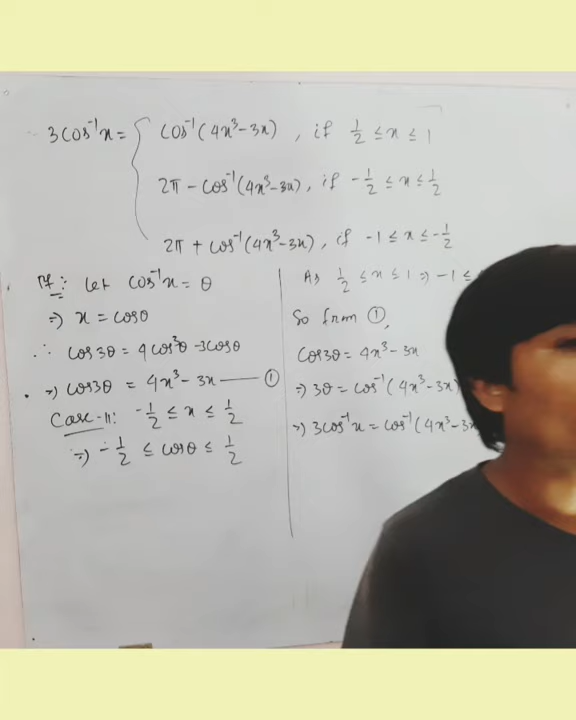 3cos⁻¹x = { cos⁻¹(4x³-3x) , if 1/2 ≤ x ≤ 1
2π - cos⁻¹(4x³-3x), if -1/2 ≤ x ≤ 1/2
2π + cos⁻¹(4x³-3x), if -1 ≤ x ≤ -1/2
Pf: Let cos⁻¹x = θ
⇒ x = cosθ
∴ cos3θ = 4cos³θ - 3cosθ
⇒ cos3θ = 4x³ - 3x —— ①
Case-II: -1/2 ≤ x ≤ 1/2
⇒ -1/2 ≤ cosθ ≤ 1/2
As 1/2 ≤ x ≤ 1 ⇒ -1 ≤
So from ①,
cos3θ = 4x³ - 3x
⇒ 3θ = cos⁻¹(4x³-3x)
⇒ 3cos⁻¹x = cos⁻¹(4x³-3x